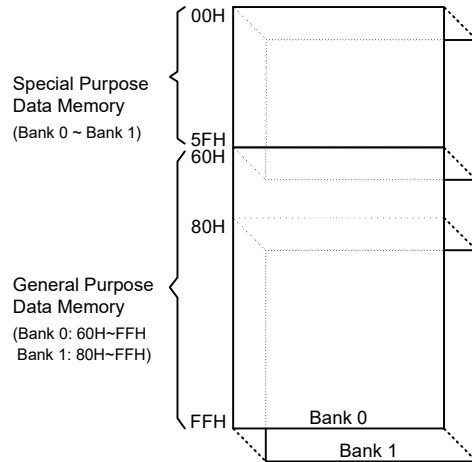 00H
Special Purpose
Data Memory
(Bank 0 ~ Bank 1)
5FH
60H
80H
General Purpose
Data Memory
(Bank 0: 60H~FFH
Bank 1: 80H~FFH)
FFH
Bank 0
Bank 1